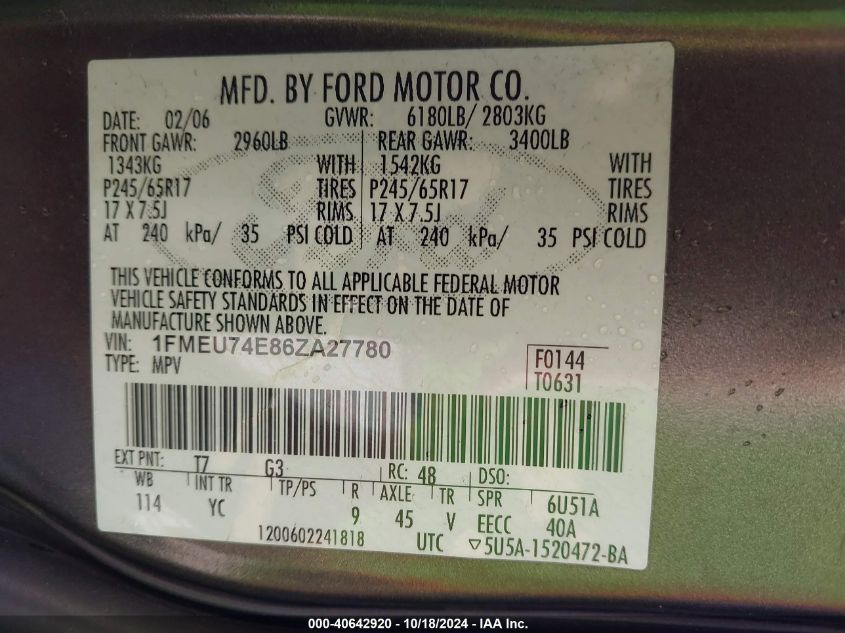 MFD. BY FORD MOTOR CO.
DATE: 02/06 GVWR: 6180LB/ 2803KG
FRONT GAWR: 2960LB REAR GAWR: 3400LB
1343KG WITH 1542KG WITH
P245/65R17 TIRES P245/65R17 TIRES
17 X 7.5J RIMS 17 X 7.5J RIMS
AT 240 kPa/ 35 PSI COLD AT 240 kPa/ 35 PSI COLD
THIS VEHICLE CONFORMS TO ALL APPLICABLE FEDERAL MOTOR
VEHICLE SAFETY STANDARDS IN EFFECT ON THE DATE OF
MANUFACTURE SHOWN ABOVE.
VIN: 1FMEU74E86ZA27780
TYPE: MPV
F0144
T0631
EXT PNT: T7 G3 RC: 48 DSO:
WB INT TR TP/PS R AXLE TR SPR 6U51A
114 YC 9 45 V EECC 40A
1200602241818 UTC ▽5U5A-1520472-BA
000-40642920 - 10/18/2024 - IAA Inc.